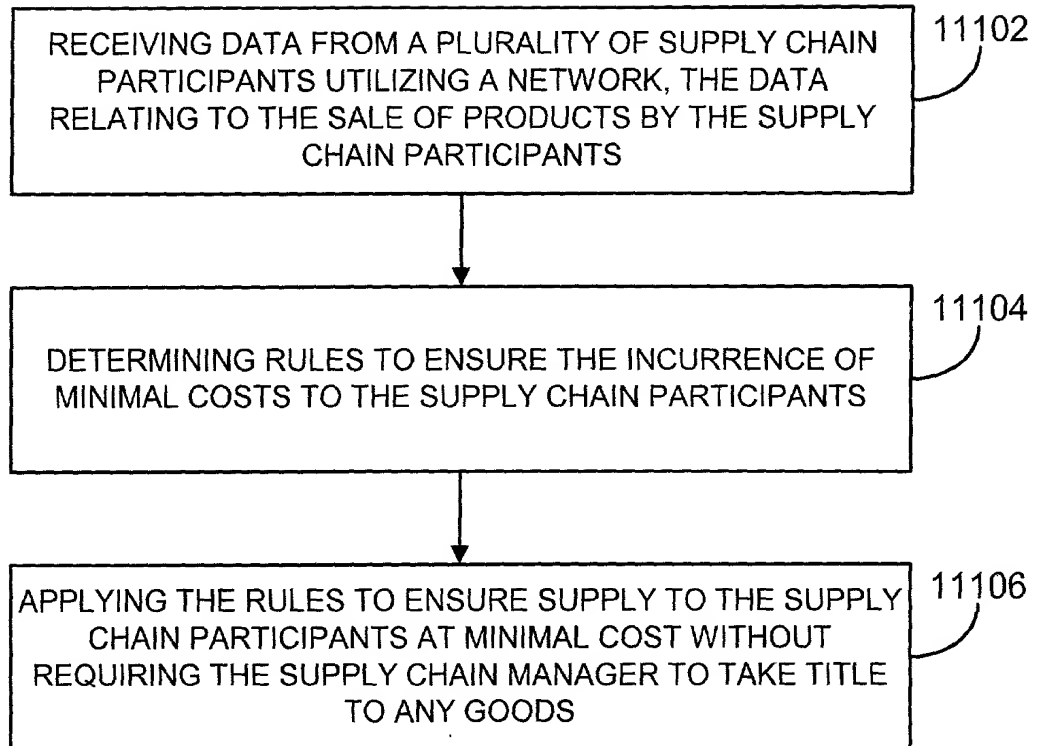 RECEIVING DATA FROM A PLURALITY OF SUPPLY CHAIN
PARTICIPANTS UTILIZING A NETWORK, THE DATA
RELATING TO THE SALE OF PRODUCTS BY THE SUPPLY
CHAIN PARTICIPANTS
11102
DETERMINING RULES TO ENSURE THE INCURRENCE OF
MINIMAL COSTS TO THE SUPPLY CHAIN PARTICIPANTS
11104
APPLYING THE RULES TO ENSURE SUPPLY TO THE SUPPLY
CHAIN PARTICIPANTS AT MINIMAL COST WITHOUT
REQUIRING THE SUPPLY CHAIN MANAGER TO TAKE TITLE
TO ANY GOODS
11106